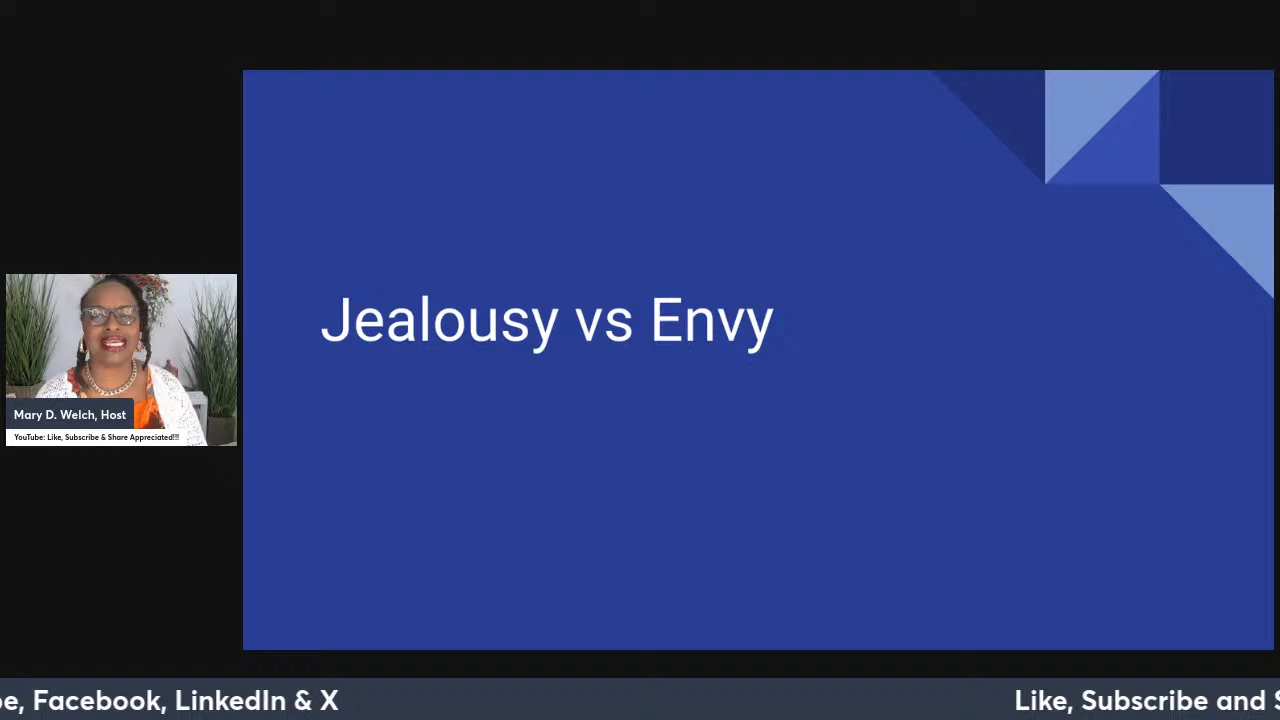 Jealousy vs Envy
Mary D. Welch, Host
YouTube: Like, Subscribe & Share Appreciated!!!
Facebook, LinkedIn & X
Like, Subscribe and